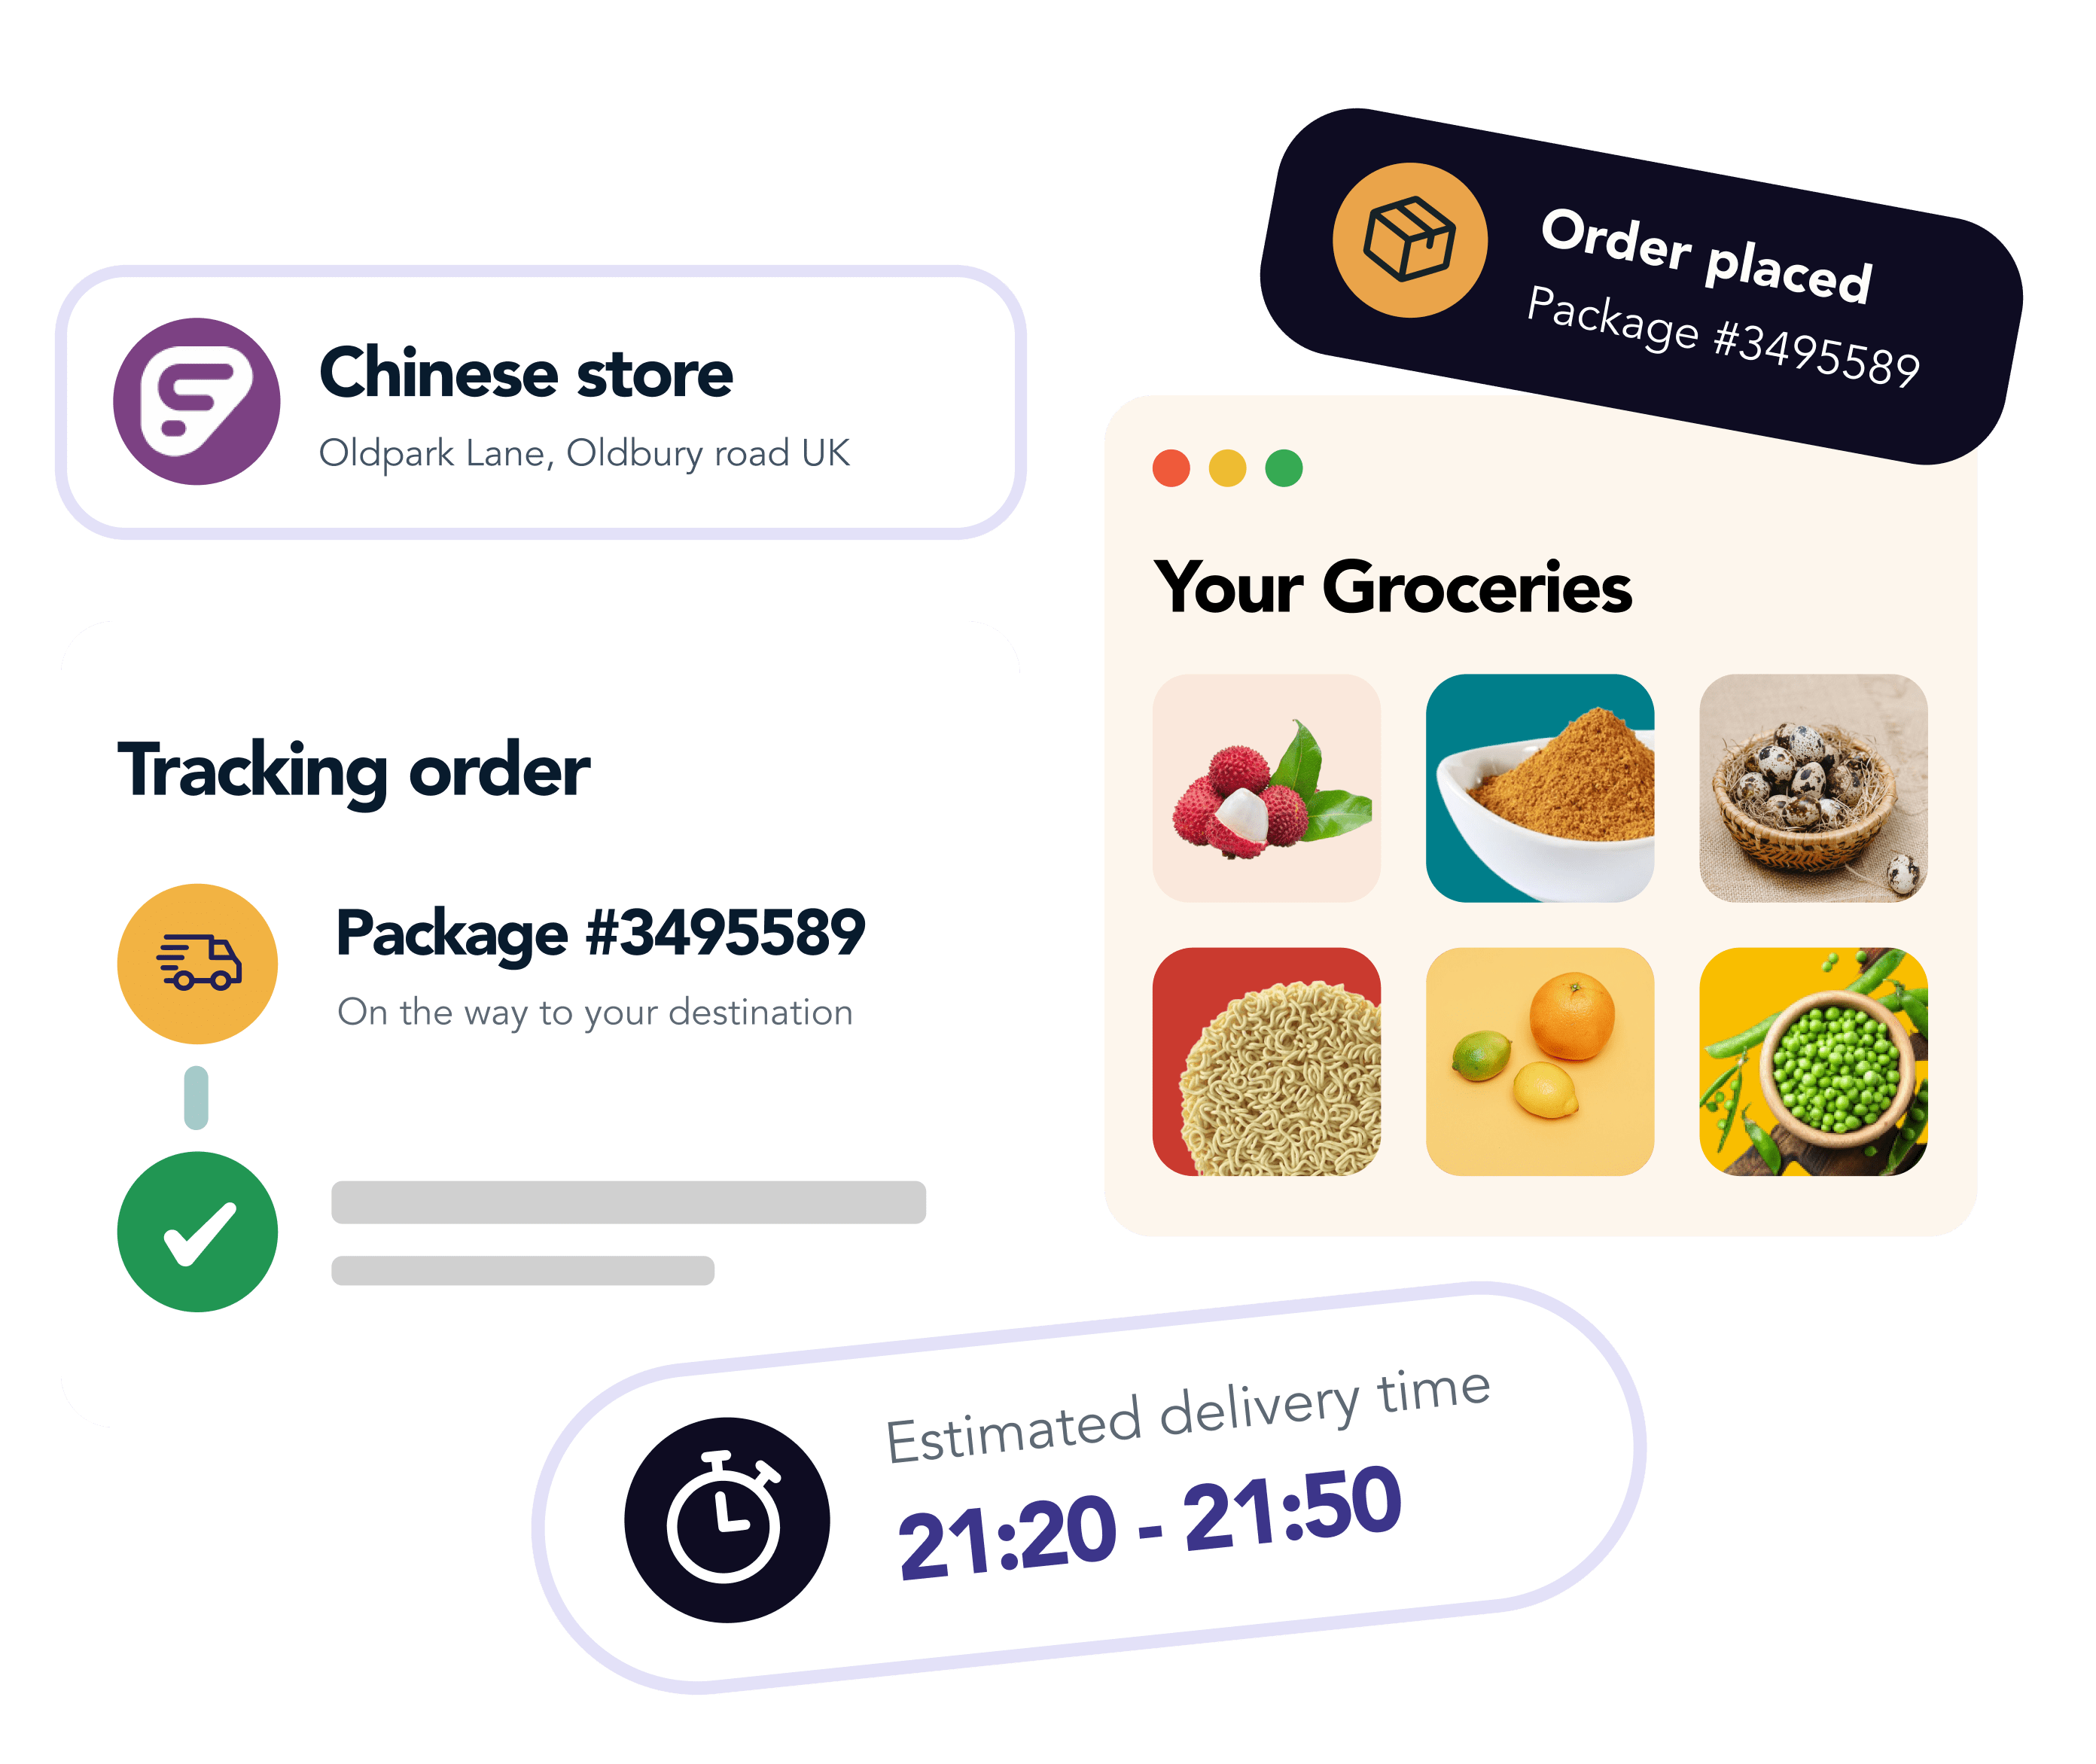 Order placed
Package #3495589
Chinese store
Oldpark Lane, Oldbury road UK
Your Groceries
Tracking order
Package #3495589
On the way to your destination
Estimated delivery time
21:20 - 21:50